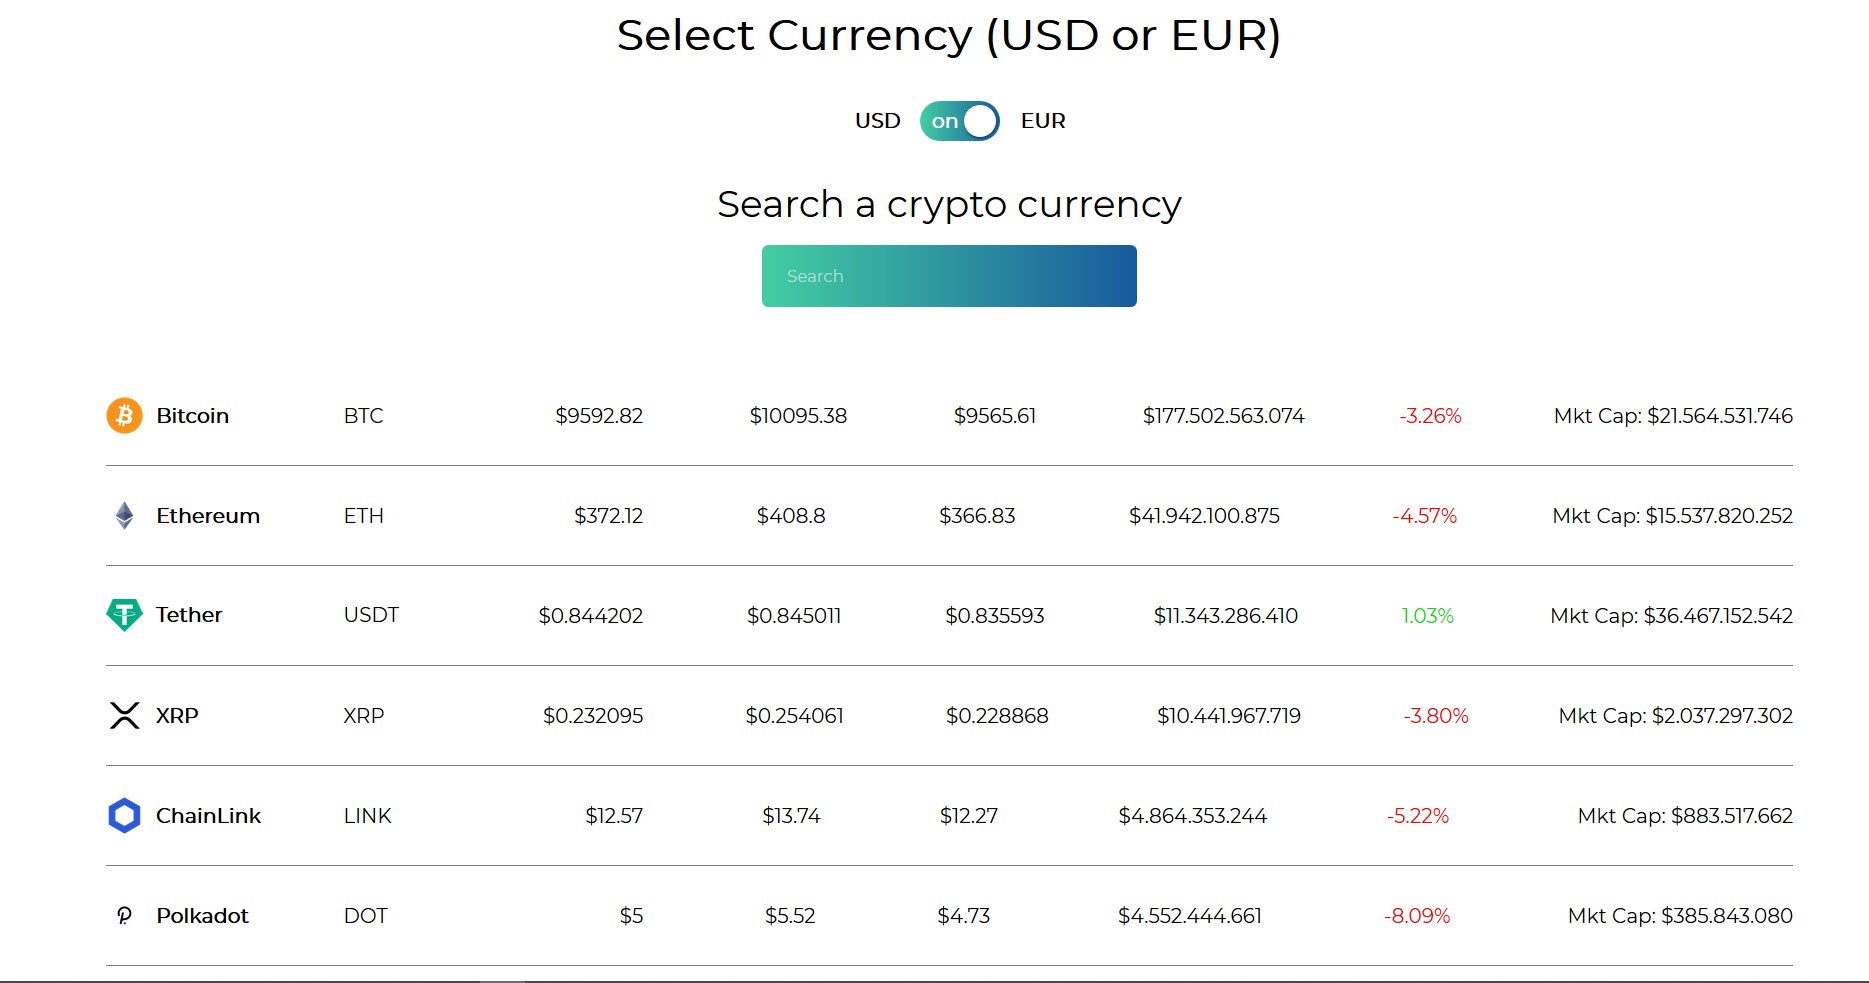 Select Currency (USD or EUR)
USD on EUR
Search a crypto currency
Search
Bitcoin BTC $9592.82 $10095.38 $9565.61 $177.502.563.074 -3.26% Mkt Cap: $21.564.531.746
Ethereum ETH $372.12 $408.8 $366.83 $41.942.100.875 -4.57% Mkt Cap: $15.537.820.252
Tether USDT $0.844202 $0.845011 $0.835593 $11.343.286.410 1.03% Mkt Cap: $36.467.152.542
XRP XRP $0.232095 $0.254061 $0.228868 $10.441.967.719 -3.80% Mkt Cap: $2.037.297.302
ChainLink LINK $12.57 $13.74 $12.27 $4.864.353.244 -5.22% Mkt Cap: $883.517.662
Polkadot DOT $5 $5.52 $4.73 $4.552.444.661 -8.09% Mkt Cap: $385.843.080